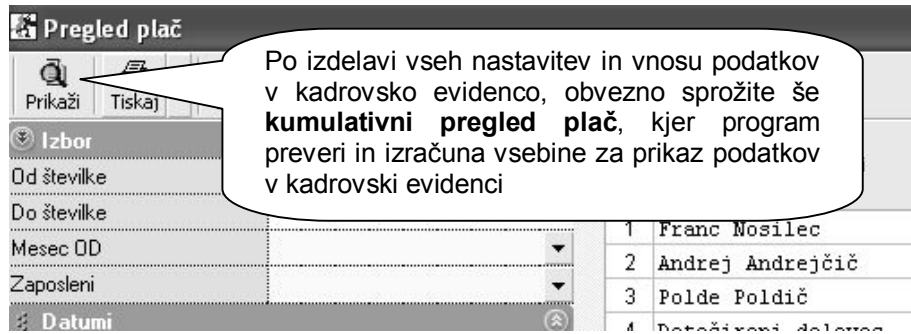 Pregled plač
Prikaži Tiskaj
Po izdelavi vseh nastavitev in vnosu podatkov
v kadrovsko evidenco, obvezno sprožite še
kumulativni pregled plač, kjer program
preveri in izračuna vsebine za prikaz podatkov
v kadrovski evidenci
Izbor
Od številke
Do številke
Mesec OD
Zaposleni
Datumi
1 Franc Nosilec
2 Andrej Andrejčič
3 Polde Poldič
4